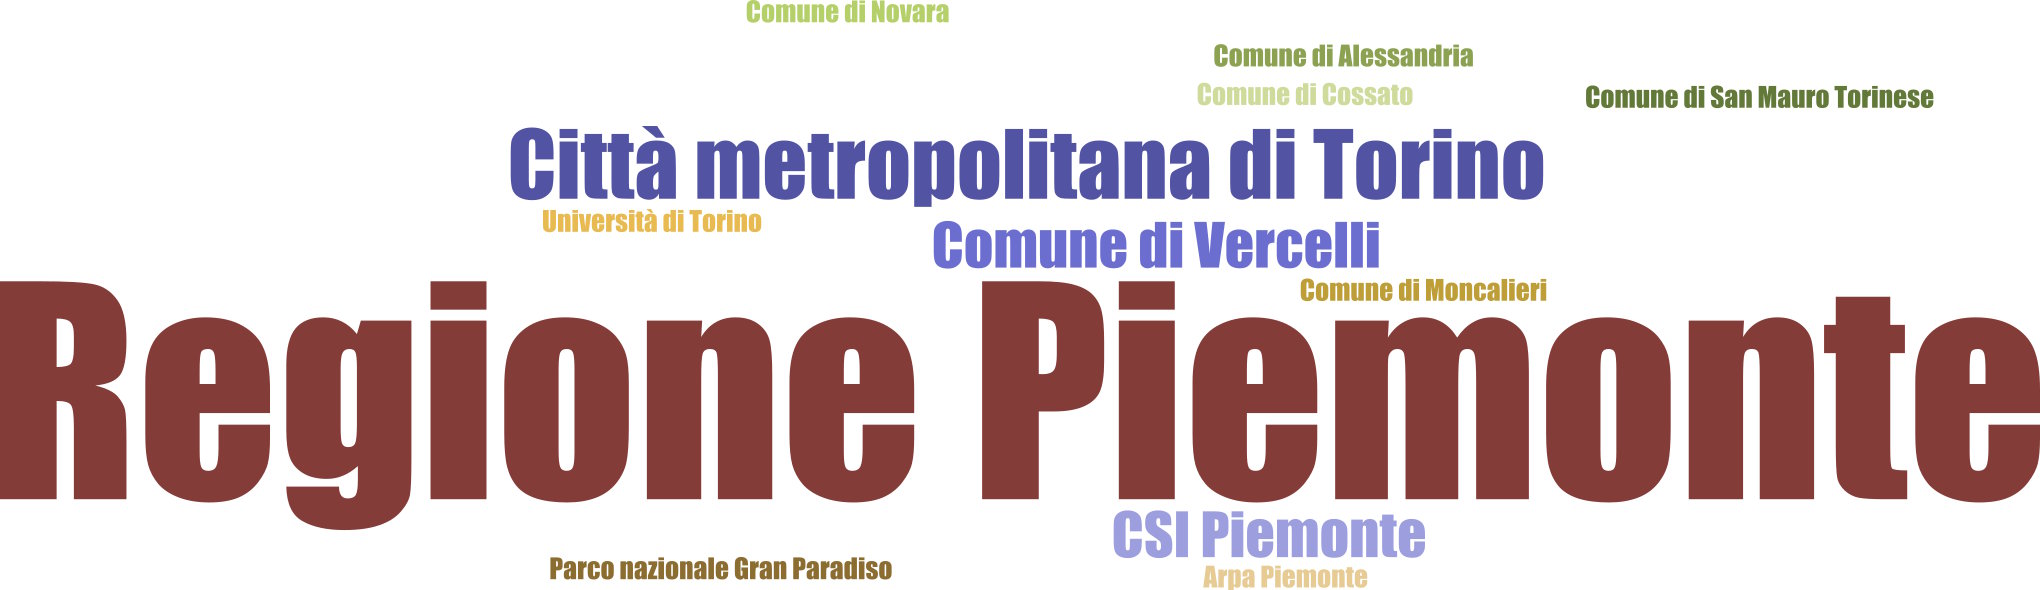 Comune di Novara
Comune di Alessandria
Comune di Cossato
Comune di San Mauro Torinese
Città metropolitana di Torino
Università di Torino
Comune di Vercelli
Comune di Moncalieri
Regione Piemonte
CSI Piemonte
Parco nazionale Gran Paradiso
Arpa Piemonte